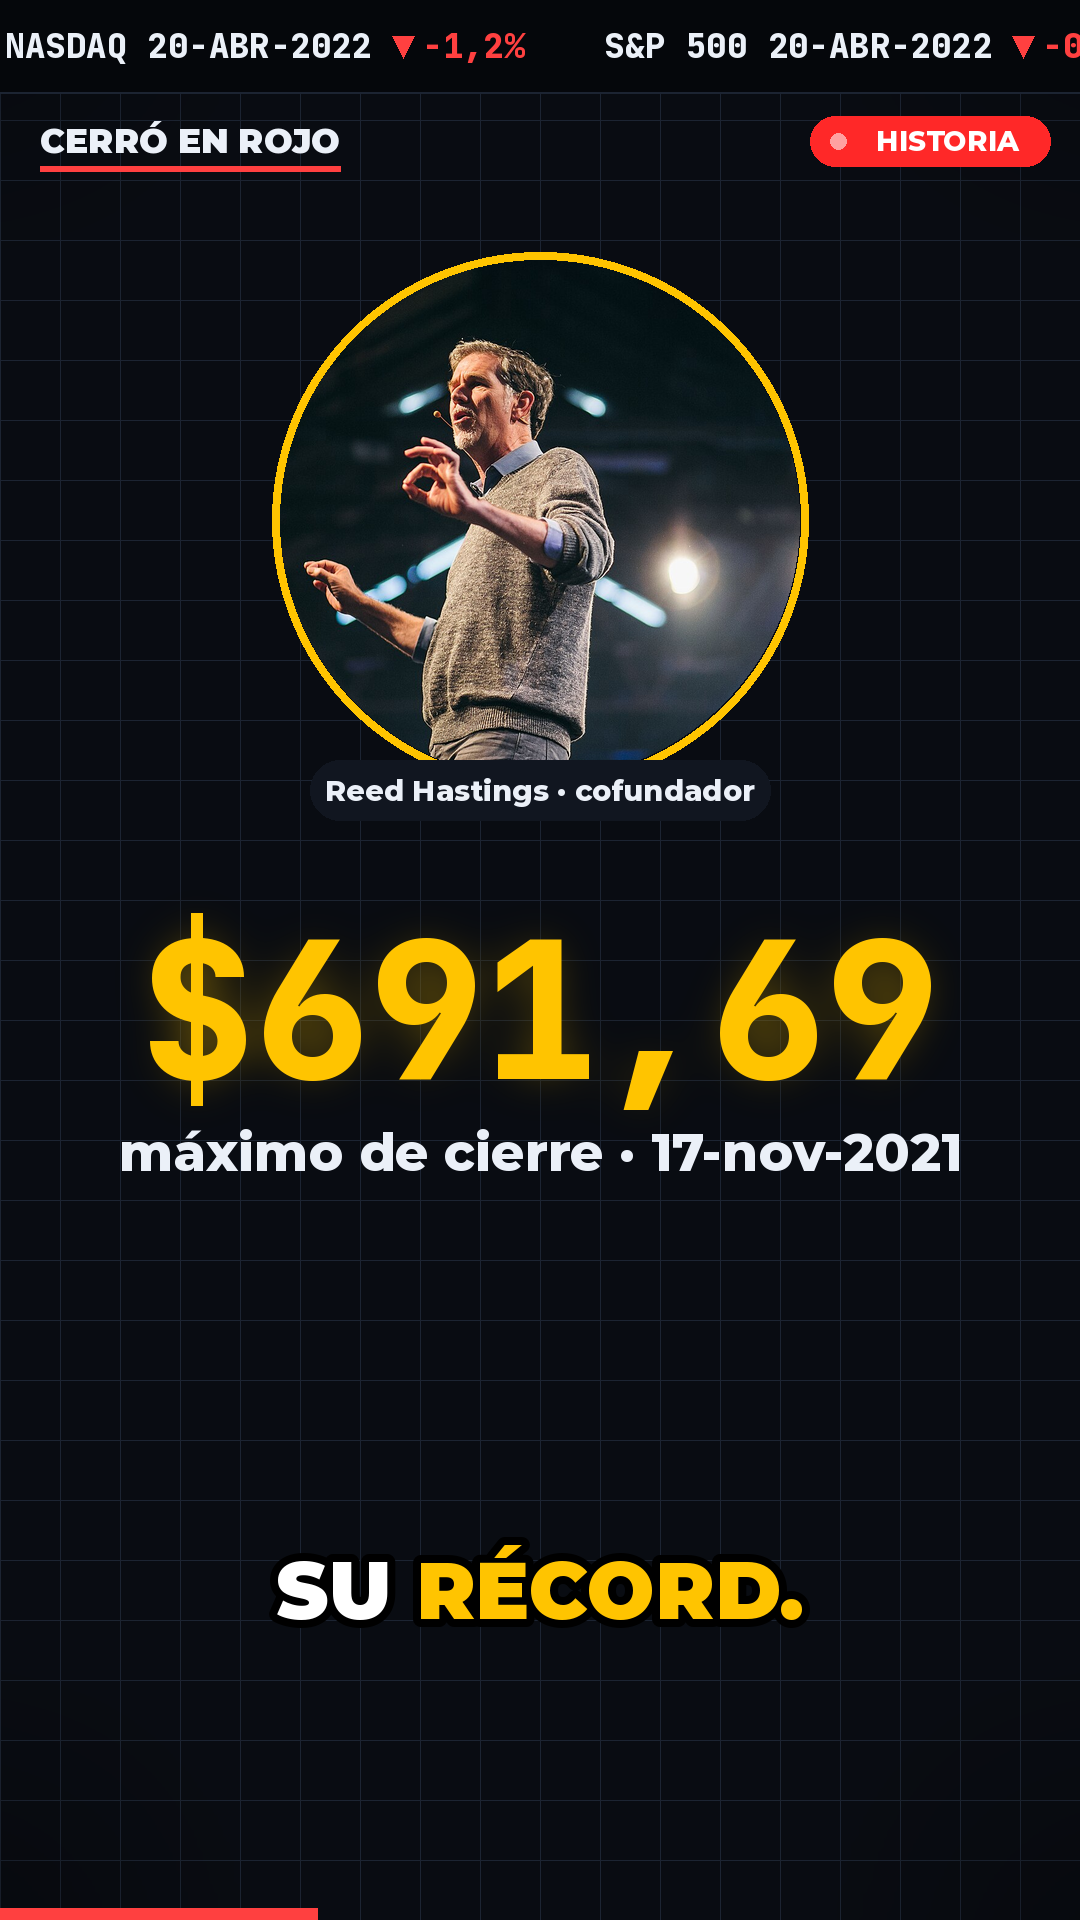 NASDAQ 20-ABR-2022 ▼-1,2% S&P 500 20-ABR-2022 ▼-0
CERRÓ EN ROJO
HISTORIA
Reed Hastings • cofundador
$691,69
máximo de cierre • 17-nov-2021
SU RÉCORD.